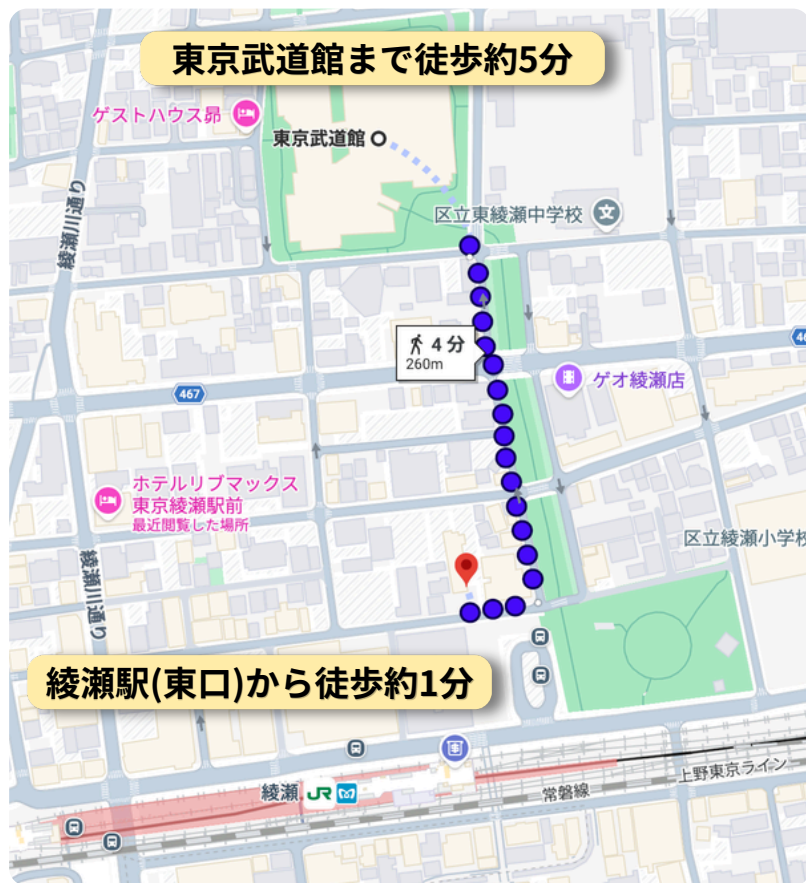 東京武道館まで徒歩約5分
ゲストハウス昴
東京武道館
綾瀬川通り
区立東綾瀬中学校
4 分
260m
467
46
ゲオ綾瀬店
ホテルリブマックス
東京綾瀬駅前
最近閲覧した場所
区立綾瀬小学校
綾瀬川通り
綾瀬駅(東口)から徒歩約1分
綾瀬 JR
常磐線
上野東京ライン
文